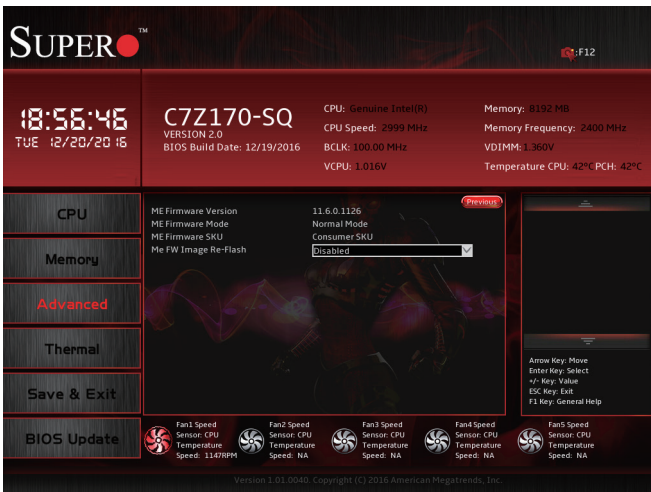 SUPER
TM
:F12
18:56:46
TUE 12/20/2016
C7Z170-SQ
VERSION 2.0
BIOS Build Date: 12/19/2016
CPU: Genuine Intel(R)
CPU Speed: 2999 MHz
BCLK: 100.00 MHz
VCPU: 1.016V
Memory: 8192 MB
Memory Frequency: 2400 MHz
VDIMM: 1.360V
Temperature CPU: 42ºC PCH: 42ºC
CPU
Memory
Advanced
Thermal
Save & Exit
BIOS Update
Previous
ME Firmware Version 11.6.0.1126
ME Firmware Mode Normal Mode
ME Firmware SKU Consumer SKU
Me FW Image Re-Flash Disabled
Arrow Key: Move
Enter Key: Select
+/- Key: Value
ESC Key: Exit
F1 Key: General Help
Fan1 Speed
Sensor: CPU
Temperature
Speed: 1147RPM
Fan2 Speed
Sensor: CPU
Temperature
Speed: NA
Fan3 Speed
Sensor: CPU
Temperature
Speed: NA
Fan4 Speed
Sensor: CPU
Temperature
Speed: NA
Fan5 Speed
Sensor: CPU
Temperature
Speed: NA
Version 1.01.0040. Copyright (C) 2016 American Megatrends, Inc.